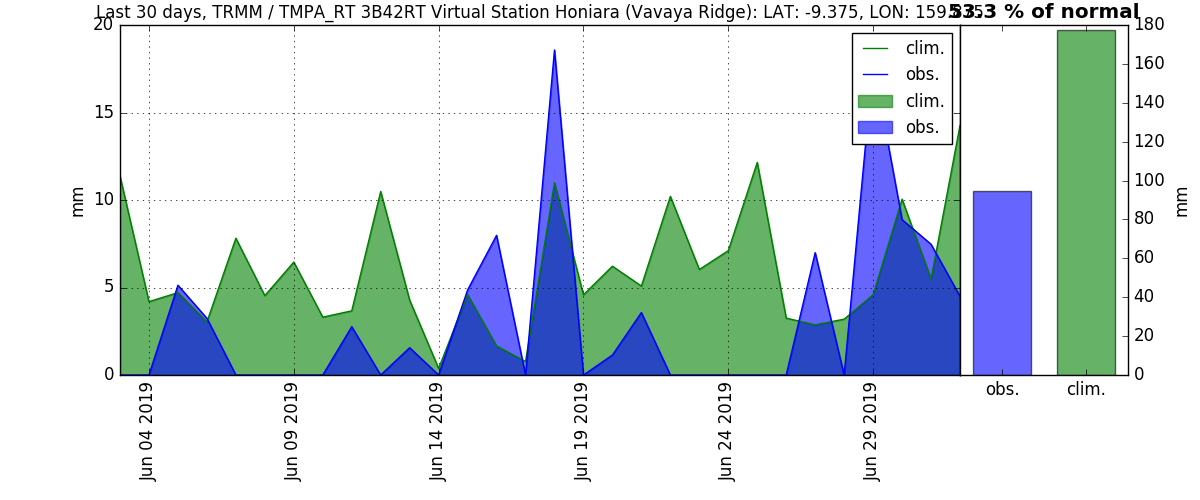 Last 30 days, TRMM / TMPA_RT 3B42RT Virtual Station Honiara (Vavaya Ridge): LAT: -9.375, LON:
53.3 % of normal
20
15
10
5
0
mm
clim.
obs.
clim.
obs.
Jun 04 2019
Jun 09 2019
Jun 14 2019
Jun 19 2019
Jun 24 2019
Jun 29 2019
obs.
clim.
180
160
140
120
100
80
60
40
20
0
mm